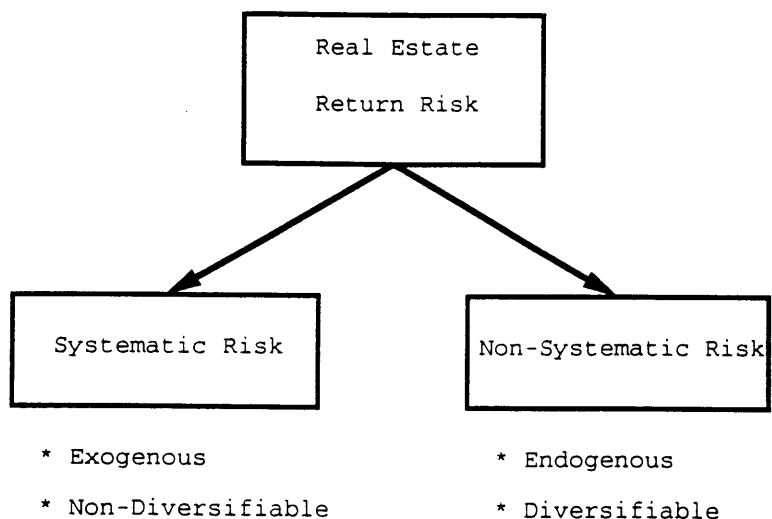 Real Estate
Return Risk
Systematic Risk
Non-Systematic Risk
* Exogenous
* Non-Diversifiable
* Endogenous
* Diversifiable